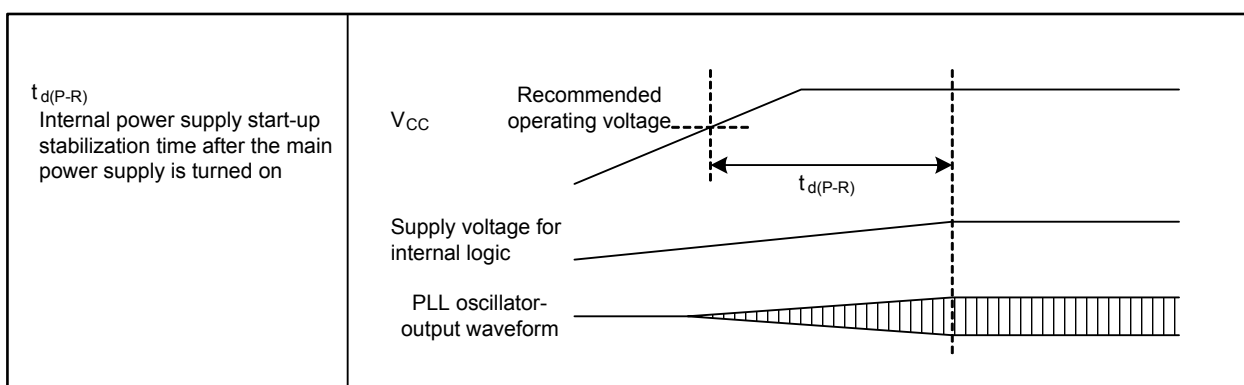 td(P-R)
Internal power supply start-up
stabilization time after the main
power supply is turned on
VCC
Recommended
operating voltage
td(P-R)
Supply voltage for
internal logic
PLL oscillator-
output waveform